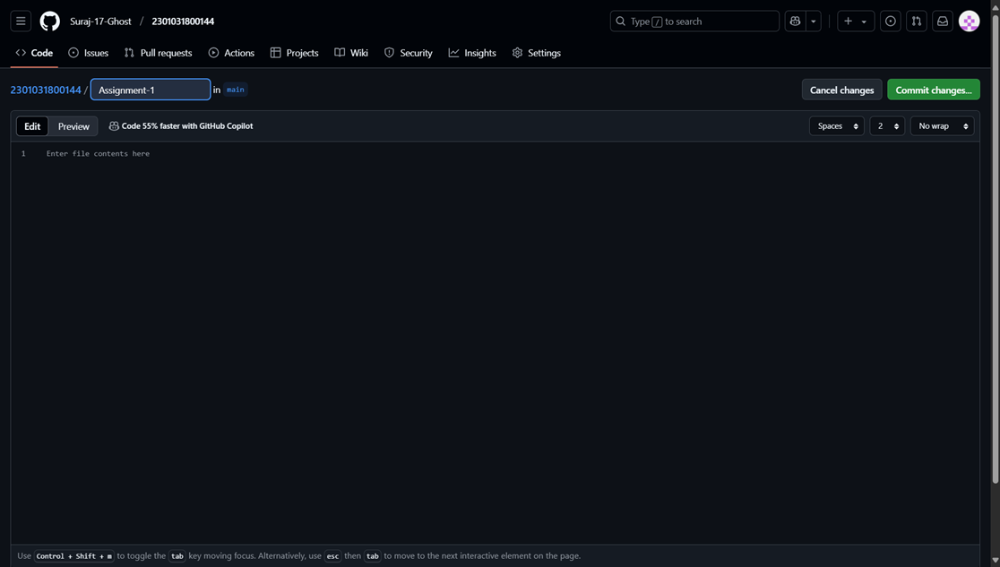 Suraj-17-Ghost / 2301031800144
Type / to search
Code Issues Pull requests Actions Projects Wiki Security Insights Settings
2301031800144 / Assignment-1 in main
Cancel changes Commit changes...
Edit Preview Code 55% faster with GitHub Copilot
Spaces 2 No wrap
1 Enter file contents here
Use Control + Shift + m to toggle the tab key moving focus. Alternatively, use esc then tab to move to the next interactive element on the page.